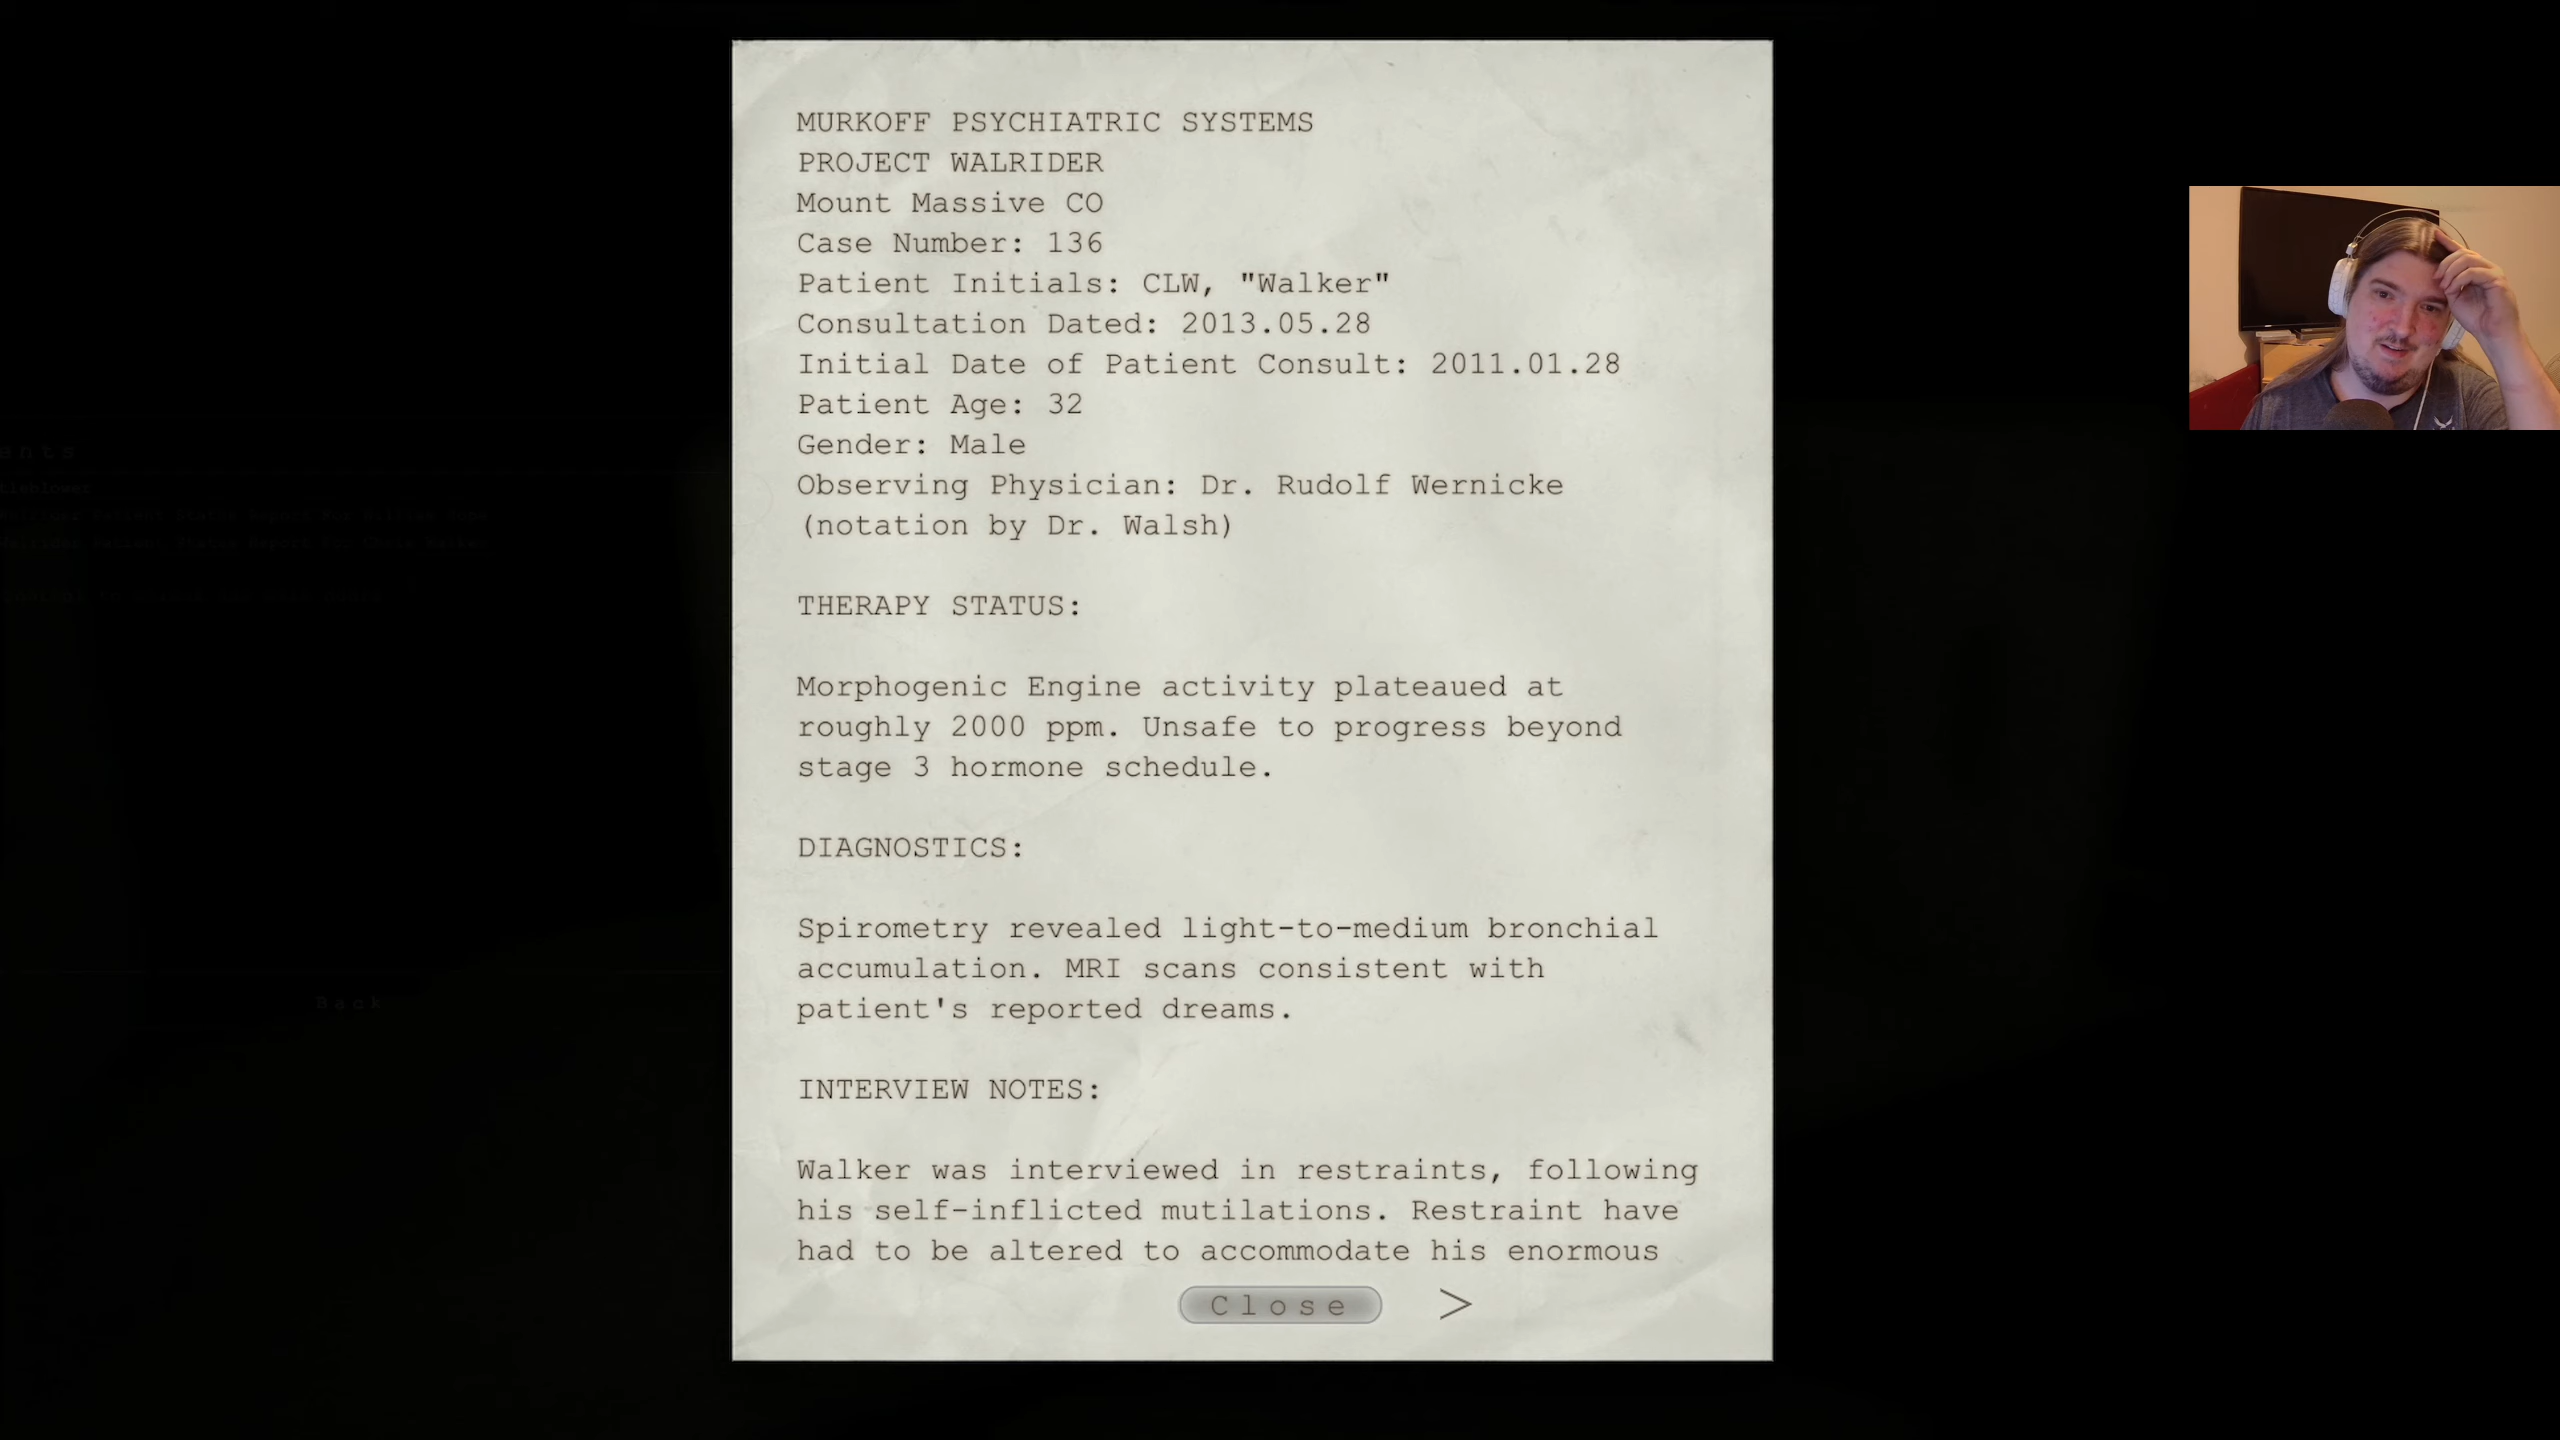 MURKOFF PSYCHIATRIC SYSTEMS
PROJECT WALRIDER
Mount Massive CO
Case Number: 136
Patient Initials: CLW, "Walker"
Consultation Dated: 2013.05.28
Initial Date of Patient Consult: 2011.01.28
Patient Age: 32
Gender: Male
Observing Physician: Dr. Rudolf Wernicke
(notation by Dr. Walsh)
THERAPY STATUS:
Morphogenic Engine activity plateaued at
roughly 2000 ppm. Unsafe to progress beyond
stage 3 hormone schedule.
DIAGNOSTICS:
Spirometry revealed light-to-medium bronchial
accumulation. MRI scans consistent with
patient's reported dreams.
INTERVIEW NOTES:
Walker was interviewed in restraints, following
his self-inflicted mutilations. Restraint have
had to be altered to accommodate his enormous
Close >
Back